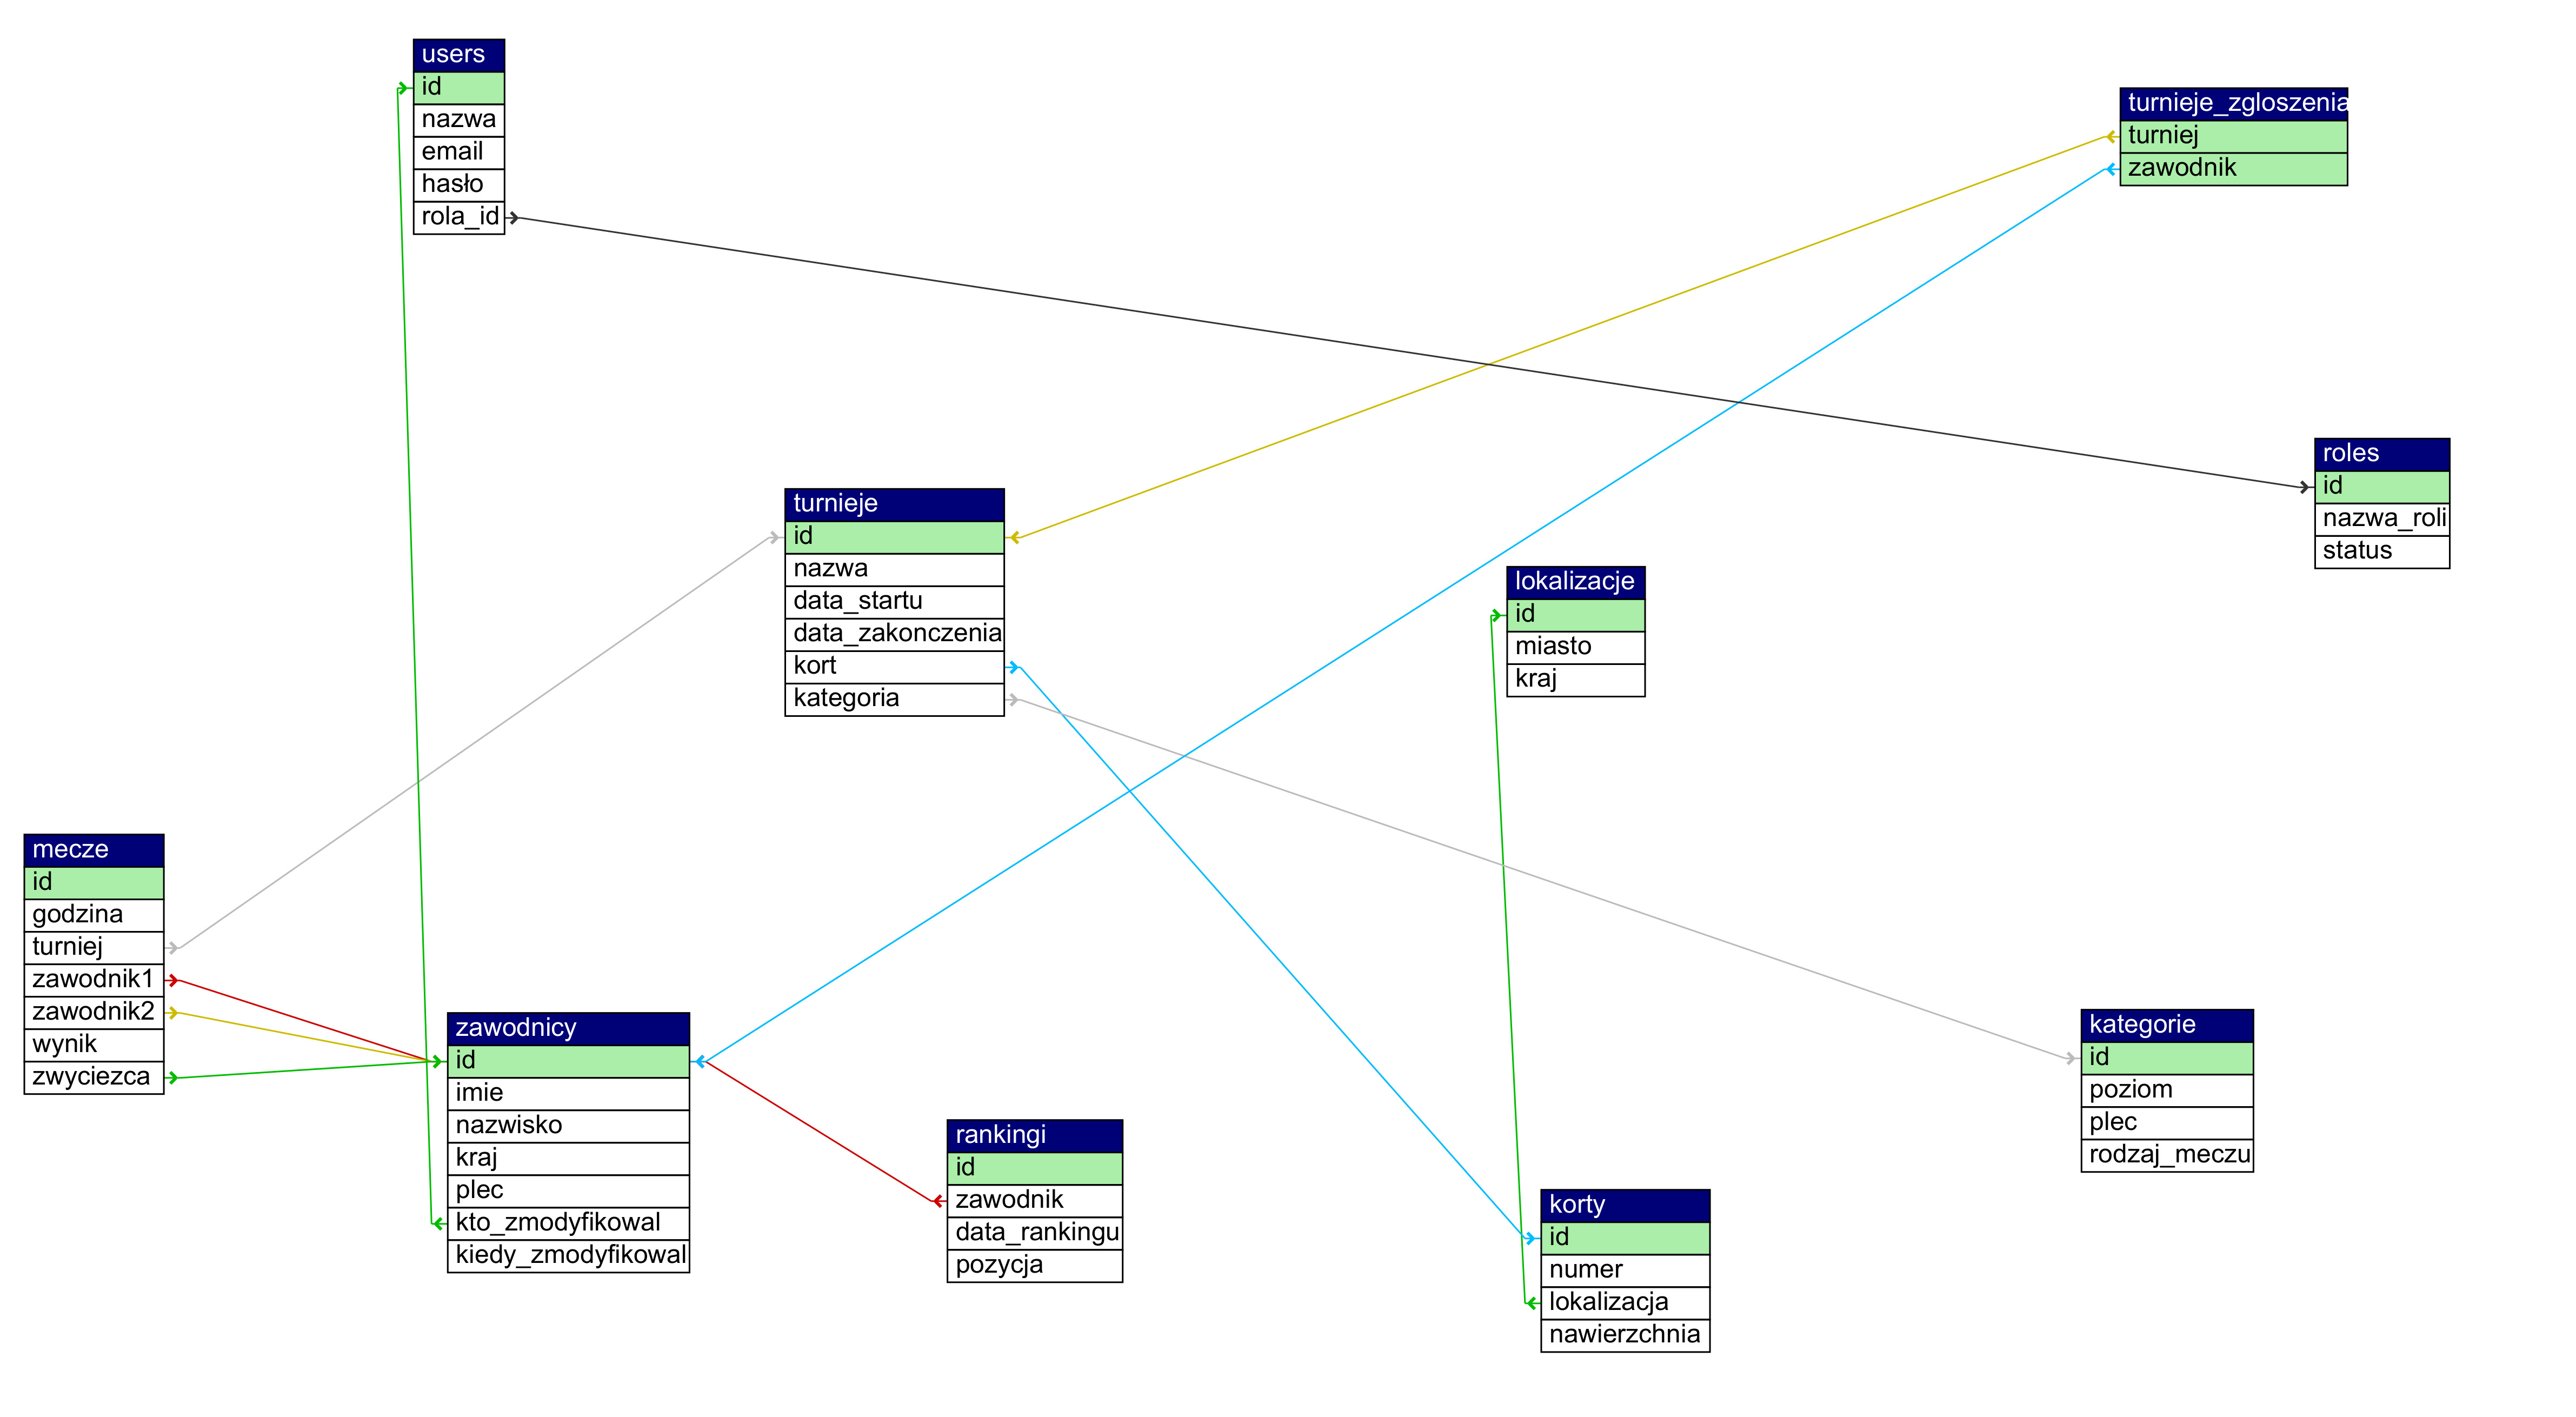 users
id
nazwa
email
hasło
rola_id
turnieje_zgloszenia
turniej
zawodnik
roles
id
nazwa_roli
status
turnieje
id
nazwa
data_startu
data_zakonczenia
kort
kategoria
lokalizacje
id
miasto
kraj
mecze
id
godzina
turniej
zawodnik1
zawodnik2
wynik
zwyciezca
zawodnicy
id
imie
nazwisko
kraj
plec
kto_zmodyfikowal
kiedy_zmodyfikowal
rankingi
id
zawodnik
data_rankingu
pozycja
korty
id
numer
lokalizacja
nawierzchnia
kategorie
id
poziom
plec
rodzaj_meczu